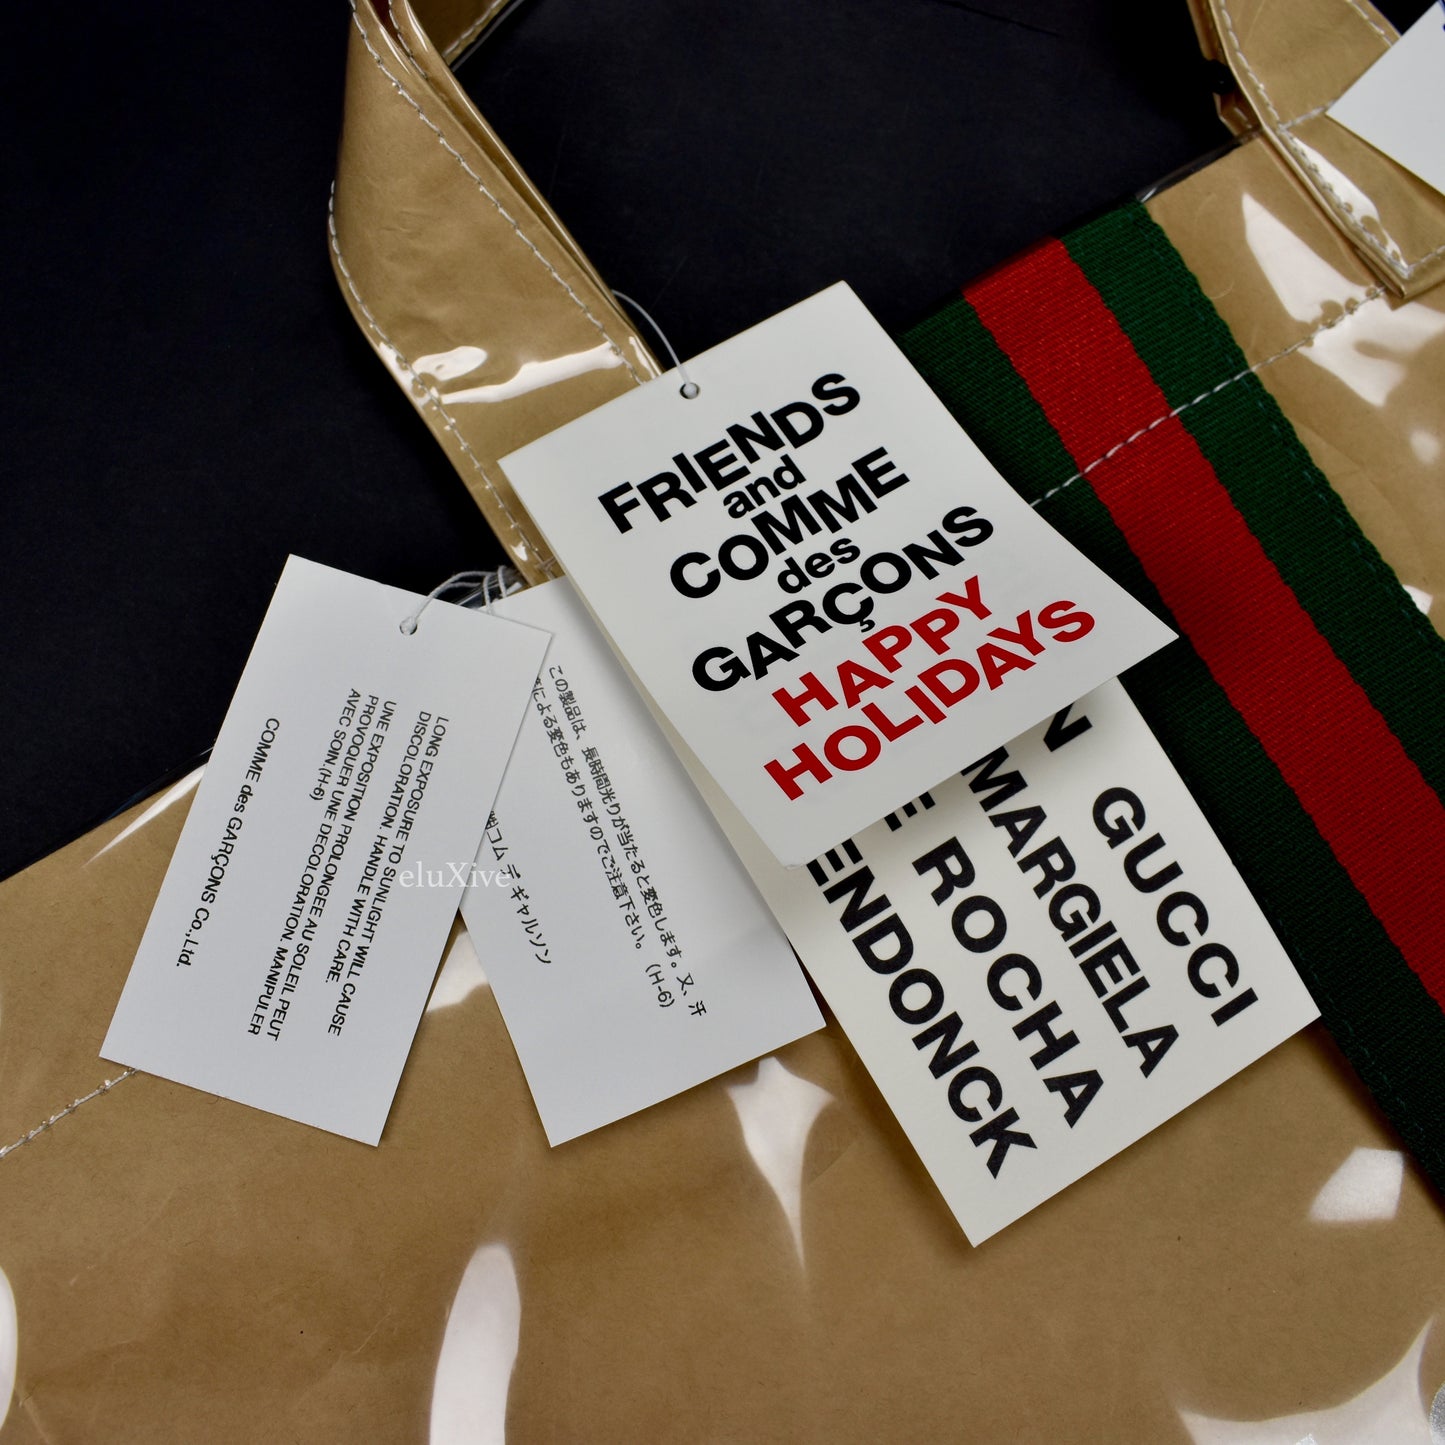 FRIENDS
and
COMME
des
GARÇONS
HAPPY
HOLIDAYS
LONG EXPOSURE TO SUNLIGHT WILL CAUSE
DISCOLORATION. HANDLE WITH CARE.
UNE EXPOSITION PROLONGEE AU SOLEIL PEUT
PROVOQUER UNE DECOLORATION. MANIPULER
AVEC SOIN.(H-6)
COMME des GARÇONS Co.,Ltd.
この製品は、長時間光りが当たると変色します。又、汗
による変色もありますのでご注意下さい。 (H-6)
コム デ ギャルソン
GUCCI
MARGIELA
ROCHA
ENDONCK
eluXive